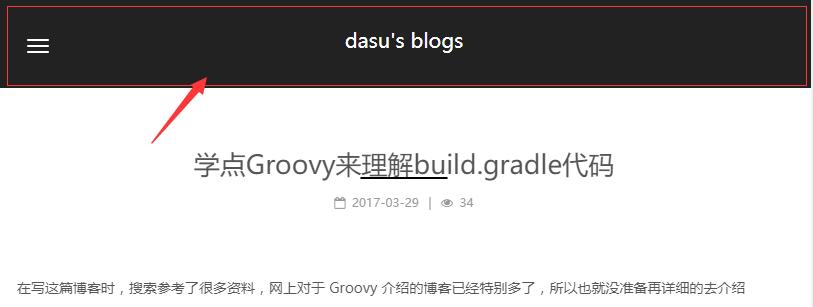 dasu's blogs
学点Groovy来理解build.gradle代码
2017-03-29 | 34
在写这篇博客时，搜索参考了很多资料，网上对于 Groovy 介绍的博客已经特别多了，所以也就没准备再详细的去介绍